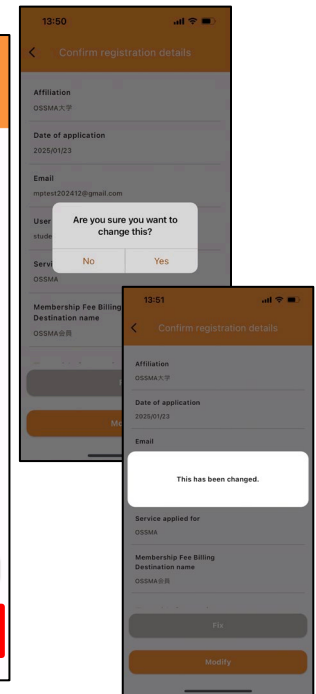 13:50
Confirm registration details
Affiliation
OSSMA大学
Date of application
2025/01/23
Email
mptest202412@gmail.com
User
stude
Are you sure you want to
change this?
No
Yes
Servi
OSSMA
Membership Fee Billing
Destination name
OSSMA会員
Mo
13:51
Confirm registration details
Affiliation
OSSMA大学
Date of application
2025/01/23
Email
This has been changed.
Service applied for
OSSMA
Membership Fee Billing
Destination name
OSSMA会員
Fix
Modify